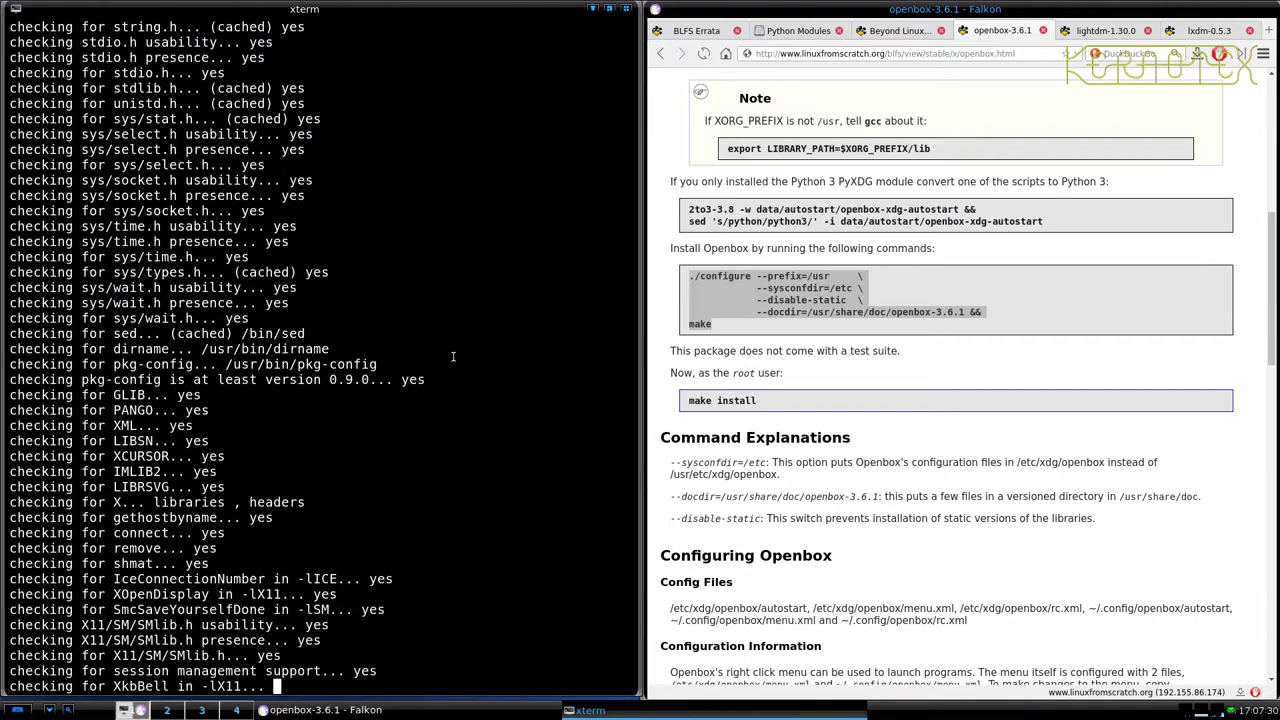 xterm
checking for string.h... (cached) yes
checking stdio.h usability... yes
checking stdio.h presence... yes
checking for stdio.h... yes
checking for stdlib.h... (cached) yes
checking for unistd.h... (cached) yes
checking for sys/stat.h... (cached) yes
checking sys/select.h usability... yes
checking sys/select.h presence... yes
checking for sys/select.h... yes
checking sys/socket.h usability... yes
checking sys/socket.h presence... yes
checking for sys/socket.h... yes
checking sys/time.h usability... yes
checking sys/time.h presence... yes
checking for sys/time.h... yes
checking for sys/types.h... (cached) yes
checking sys/wait.h usability... yes
checking sys/wait.h presence... yes
checking for sys/wait.h... yes
checking for sed... (cached) /bin/sed
checking for dirname... /usr/bin/dirname
checking for pkg-config... /usr/bin/pkg-config
checking pkg-config is at least version 0.9.0... yes
checking for GLIB... yes
checking for PANGO... yes
checking for XML... yes
checking for LIBSN... yes
checking for XCURSOR... yes
checking for IMLIB2... yes
checking for LIBRSVG... yes
checking for X... libraries , headers
checking for gethostbyname... yes
checking for connect... yes
checking for remove... yes
checking for shmat... yes
checking for IceConnectionNumber in -lICE... yes
checking for XOpenDisplay in -lX11... yes
checking for SmcSaveYourselfDone in -lSM... yes
checking X11/SM/SMlib.h usability... yes
checking X11/SM/SMlib.h presence... yes
checking for X11/SM/SMlib.h... yes
checking for session management support... yes
checking for XkbBell in -lX11...
openbox-3.6.1 - Falkon
BLFS Errata
Python Modules
Beyond Linux...
openbox-3.6.1
lightdm-1.30.0
lxdm-0.5.3
http://www.linuxfromscratch.org/blfs/view/stable/x/openbox.html
DuckDuckGo
KERNOTEX
Note
If XORG_PREFIX is not /usr, tell gcc about it:
export LIBRARY_PATH=$XORG_PREFIX/lib
If you only installed the Python 3 PyXDG module convert one of the scripts to Python 3:
2to3-3.8 -w data/autostart/openbox-xdg-autostart &&
sed 's/python/python3/' -i data/autostart/openbox-xdg-autostart
Install Openbox by running the following commands:
./configure --prefix=/usr \
--sysconfdir=/etc \
--disable-static \
--docdir=/usr/share/doc/openbox-3.6.1 &&
make
This package does not come with a test suite.
Now, as the root user:
make install
Command Explanations
--sysconfdir=/etc: This option puts Openbox's configuration files in /etc/xdg/openbox instead of
/usr/etc/xdg/openbox.
--docdir=/usr/share/doc/openbox-3.6.1: this puts a few files in a versioned directory in /usr/share/doc.
--disable-static: This switch prevents installation of static versions of the libraries.
Configuring Openbox
Config Files
/etc/xdg/openbox/autostart, /etc/xdg/openbox/menu.xml, /etc/xdg/openbox/rc.xml, ~/.config/openbox/autostart,
~/.config/openbox/menu.xml and ~/.config/openbox/rc.xml
Configuration Information
Openbox's right click menu can be used to launch programs. The menu itself is configured with 2 files,
/etc/xdg/openbox/menu.xml and ~/.config/openbox/menu.xml. To make changes to the menu, copy
www.linuxfromscratch.org (192.155.86.174)
2
3
4
openbox-3.6.1 - Falkon
xterm
17:07:30